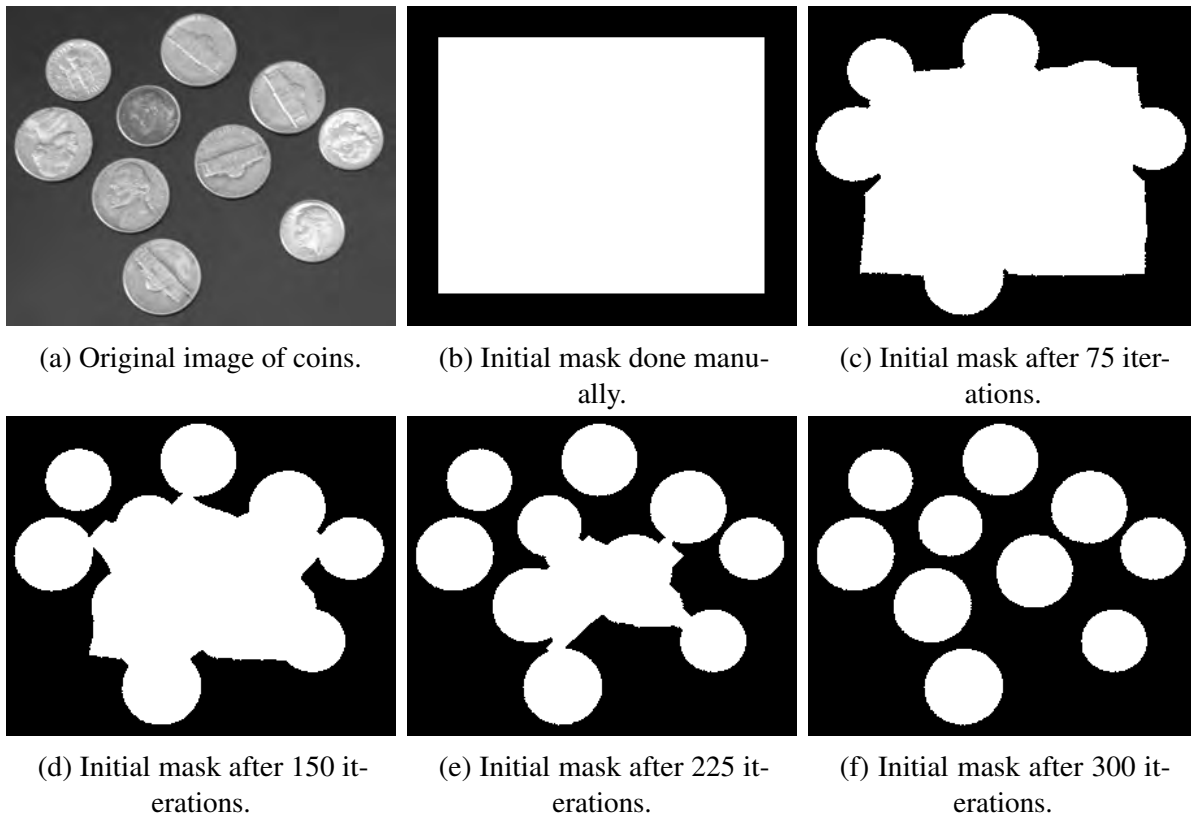 (a) Original image of coins.
(b) Initial mask done manu-
ally.
(c) Initial mask after 75 iter-
ations.
(d) Initial mask after 150 it-
erations.
(e) Initial mask after 225 it-
erations.
(f) Initial mask after 300 it-
erations.